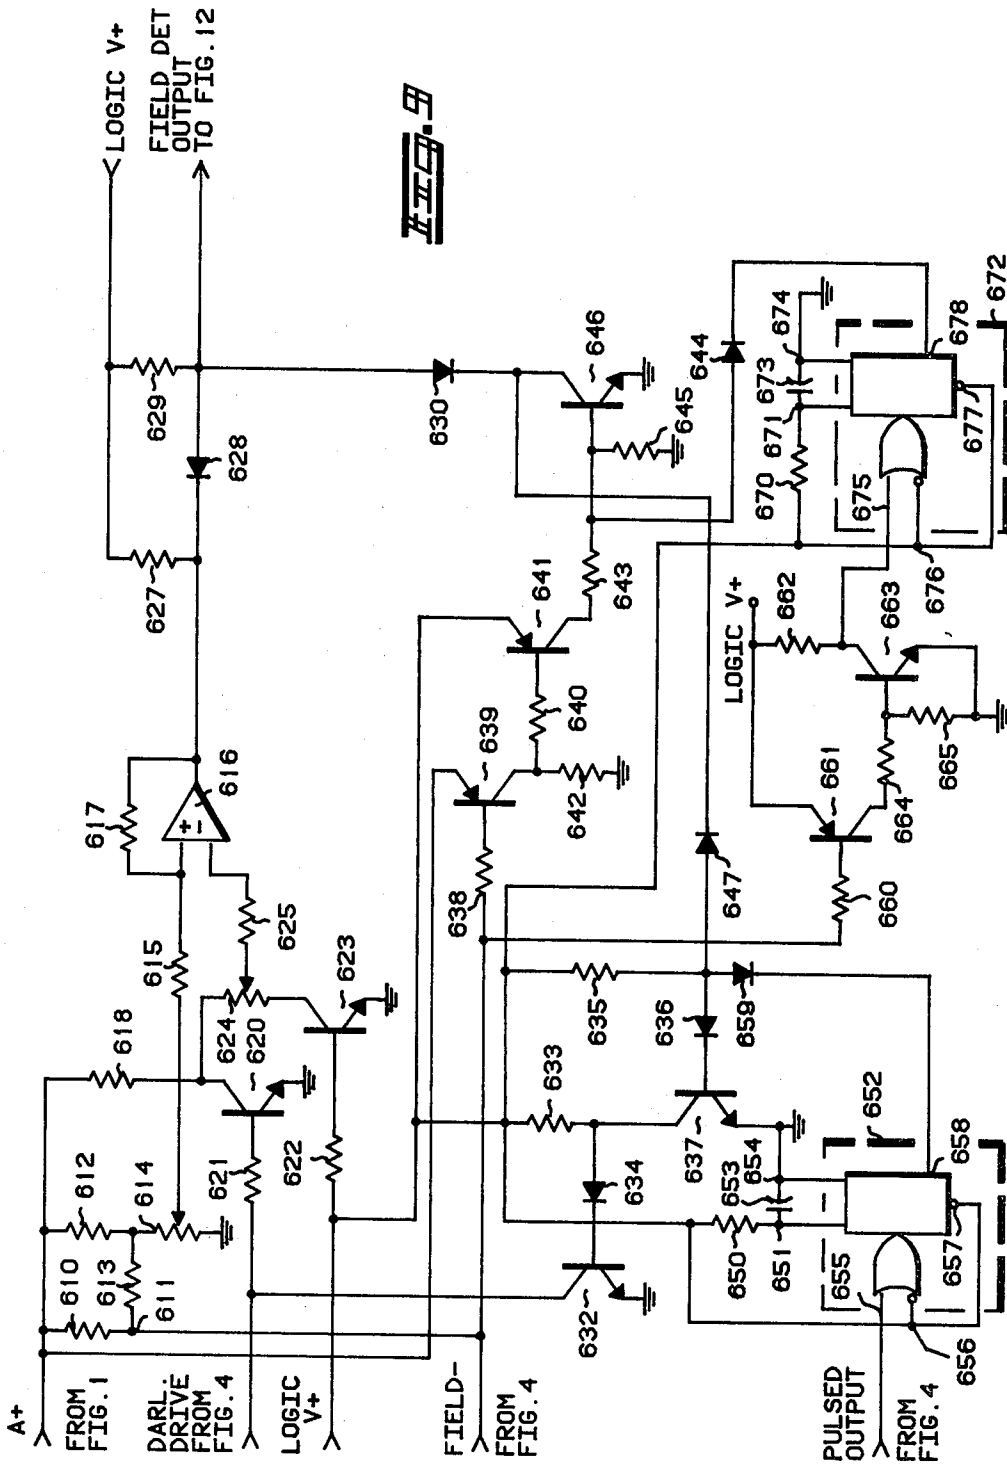 LOGIC V+
FIELD DET
OUTPUT
TO FIG.12
FIG.9
629
628
627
630
616
617
+
-
615
625
618
624
620
623
621
622
612
614
610
613
611
A+
FROM
FIG.1
DARL.
DRIVE
FROM
FIG.4
LOGIC
V+
FIELD-
FROM
FIG.4
PULSED
OUTPUT
FROM
FIG.4
646
645
644
643
641
640
639
642
638
647
635
636
659
633
637
634
632
654
653
650
651
652
655
658
657
656
LOGIC V+
662
663
661
664
665
660
670
671
673
674
672
675
678
677
676